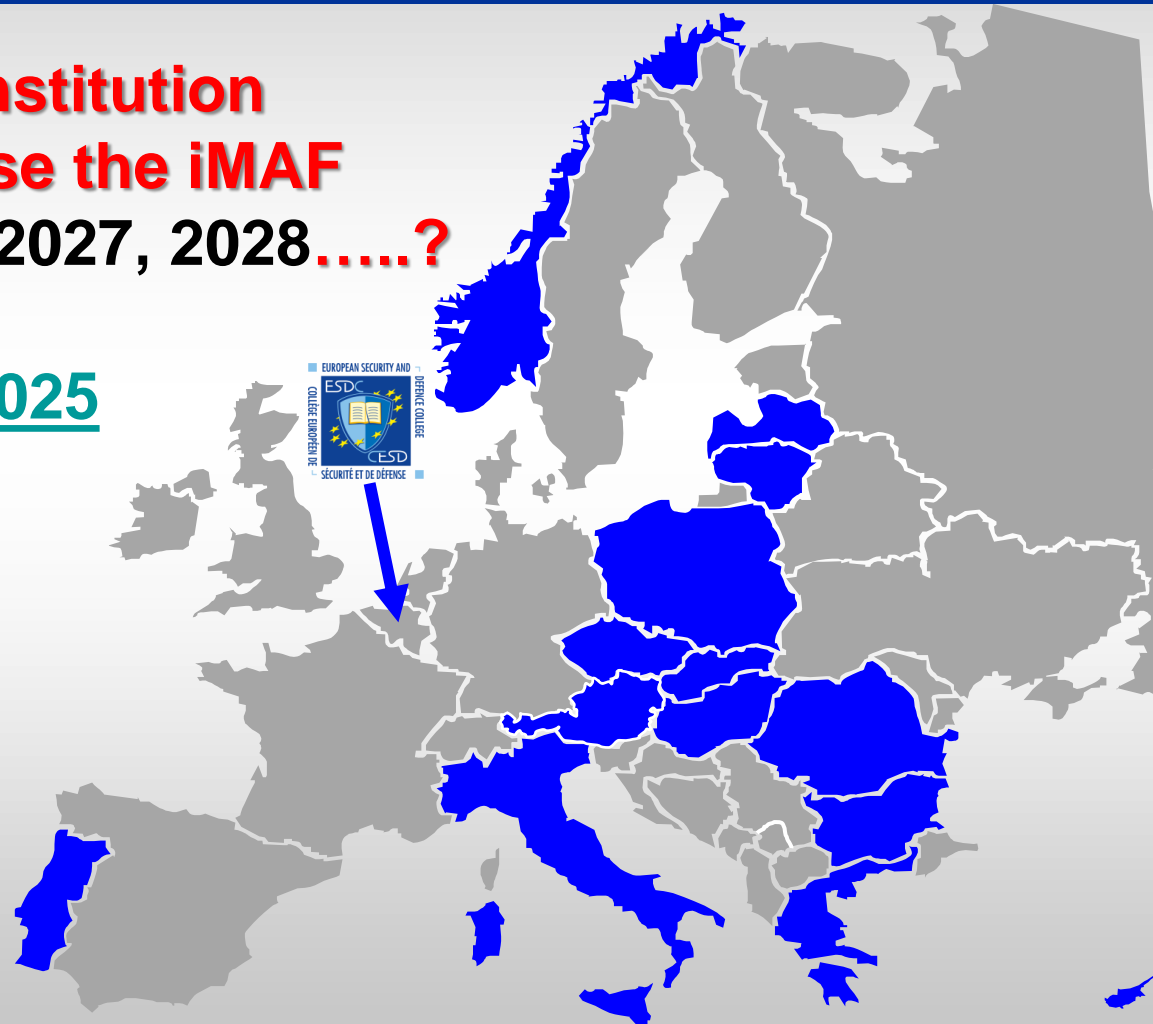 nstitution
se the iMAF
2027, 2028…..?
025
EUROPEAN SECURITY AND
DEFENCE COLLEGE
ESDC
CESD
COLLÈGE EUROPÉEN DE
SÉCURITÉ ET DE DÉFENSE